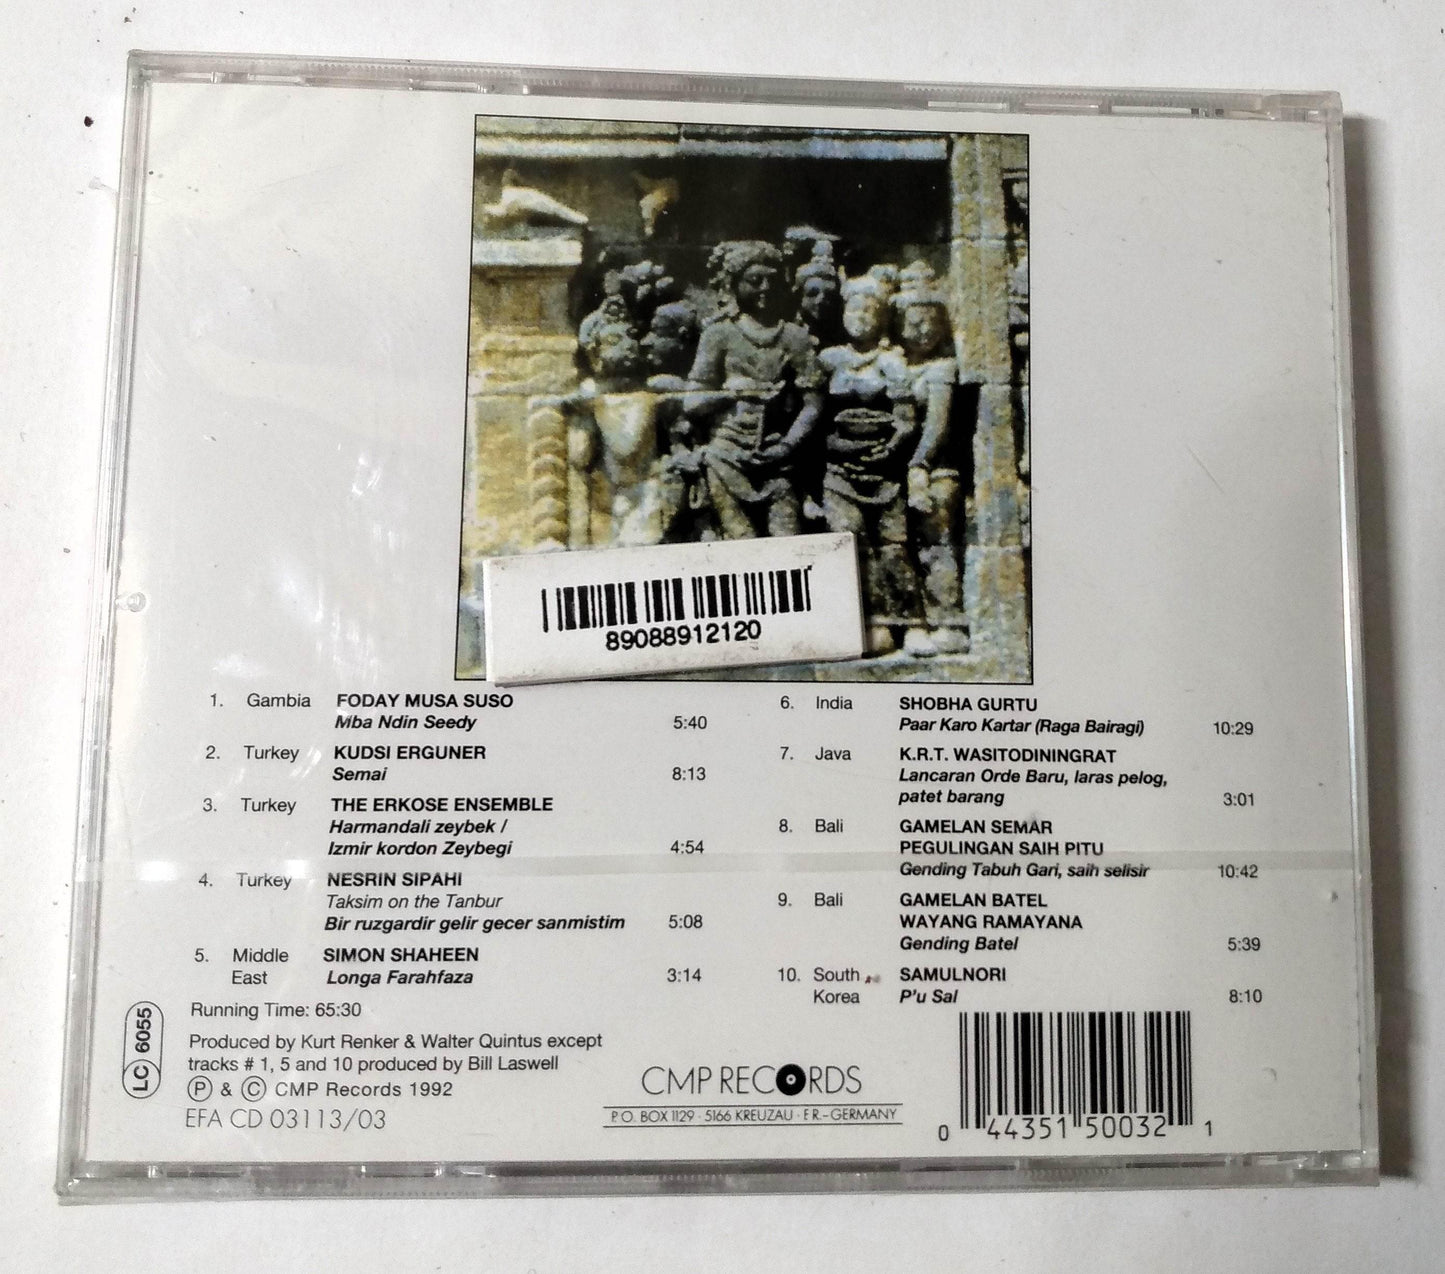 89088912120
1. Gambia FODAY MUSA SUSO
Mba Ndin Seedy 5:40
2. Turkey KUDSI ERGUNER
Semai 8:13
3. Turkey THE ERKOSE ENSEMBLE
Harmandali zeybek /
Izmir kordon Zeybegi 4:54
4. Turkey NESRIN SIPAHI
Taksim on the Tanbur
Bir ruzgardir gelir gecer sanmistim 5:08
5. Middle East SIMON SHAHEEN
Longa Farahfaza 3:14
6. India SHOBHA GURTU
Paar Karo Kartar (Raga Bairagi) 10:29
7. Java K.R.T. WASITODININGRAT
Lancaran Orde Baru, laras pelog,
patet barang 3:01
8. Bali GAMELAN SEMAR
PEGULINGAN SAIH PITU
Gending Tabuh Gari, saih selisir 10:42
9. Bali GAMELAN BATEL
WAYANG RAMAYANA
Gending Batel 5:39
10. South Korea SAMULNORI
P'u Sal 8:10
Running Time: 65:30
Produced by Kurt Renker & Walter Quintus except
tracks # 1, 5 and 10 produced by Bill Laswell
Ⓟ & © CMP Records 1992
EFA CD 03113/03
LC 6055
CMP RECORDS
P.O. BOX 1129 · 5166 KREUZAU · F.R.-GERMANY
0 44351 50032 1